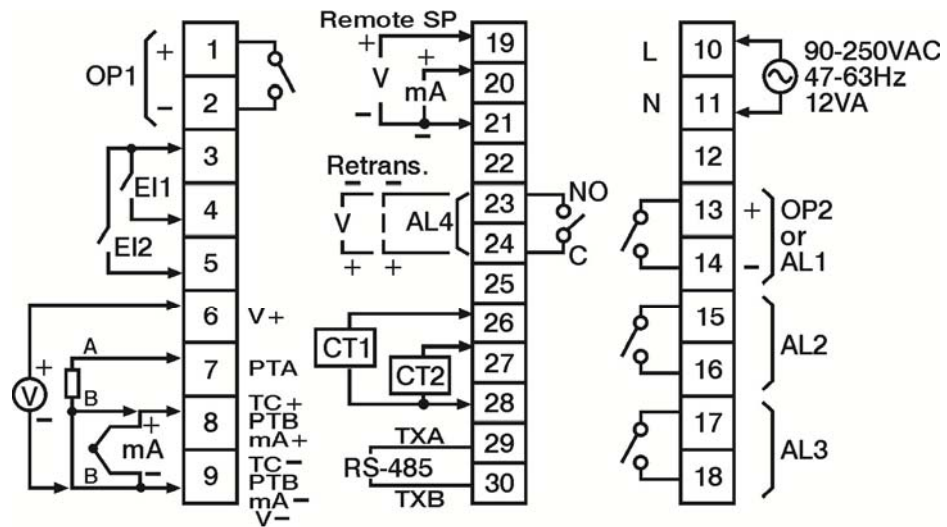 OP1
+
−
1
2
3
4
5
6
7
8
9
EI1
EI2
V+
A
PTA
+
V
−
B
TC+
PTB
mA+
+
mA
−
B
TC−
PTB
mA−
V−
Remote SP
+
V
−
+
mA
−
Retrans.
−
−
V
+
+
AL4
19
20
21
22
23
24
25
26
27
28
29
30
NO
C
CT1
CT2
TXA
RS-485
TXB
L
N
10
11
12
13
14
15
16
17
18
90-250VAC
47-63Hz
12VA
+
−
OP2
or
AL1
AL2
AL3